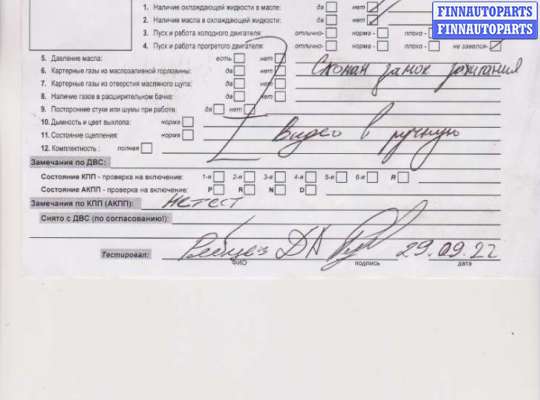 FINNAUTOPARTS
FINNAUTOPARTS
1. Наличие охлаждающей жидкости в масле: да нет
2. Наличие масла в охлаждающей жидкости: да нет
3. Пуск и работа холодного двигателя: отлично- норма - плохо -
4. Пуск и работа прогретого двигателя: отлично- норма - плохо - не завелся-
5. Давление масла: есть нет
6. Картерные газы из маслозаливной горловины: да нет
7. Картерные газы из отверстия масляного щупа: да нет
8. Наличие газов в расширительном бачке: да нет
9. Посторонние стуки или шумы при работе: да нет
Сломан замок зажигания
10. Дымность и цвет выхлопа: норма
11. Состояние сцепления: норма
12. Комплектность : полная
Видео в ручную
Замечания по ДВС:
Состояние КПП - проверка на включение: 1-я 2-я 3-я 4-я 5-я 6-я R
Состояние АКПП - проверка на включение: P R N D
Замечания по КПП (АКПП): не тест
Снято с ДВС (по согласованию!):
Тестировал: ДА 29.09.22
ФИО подпись дата